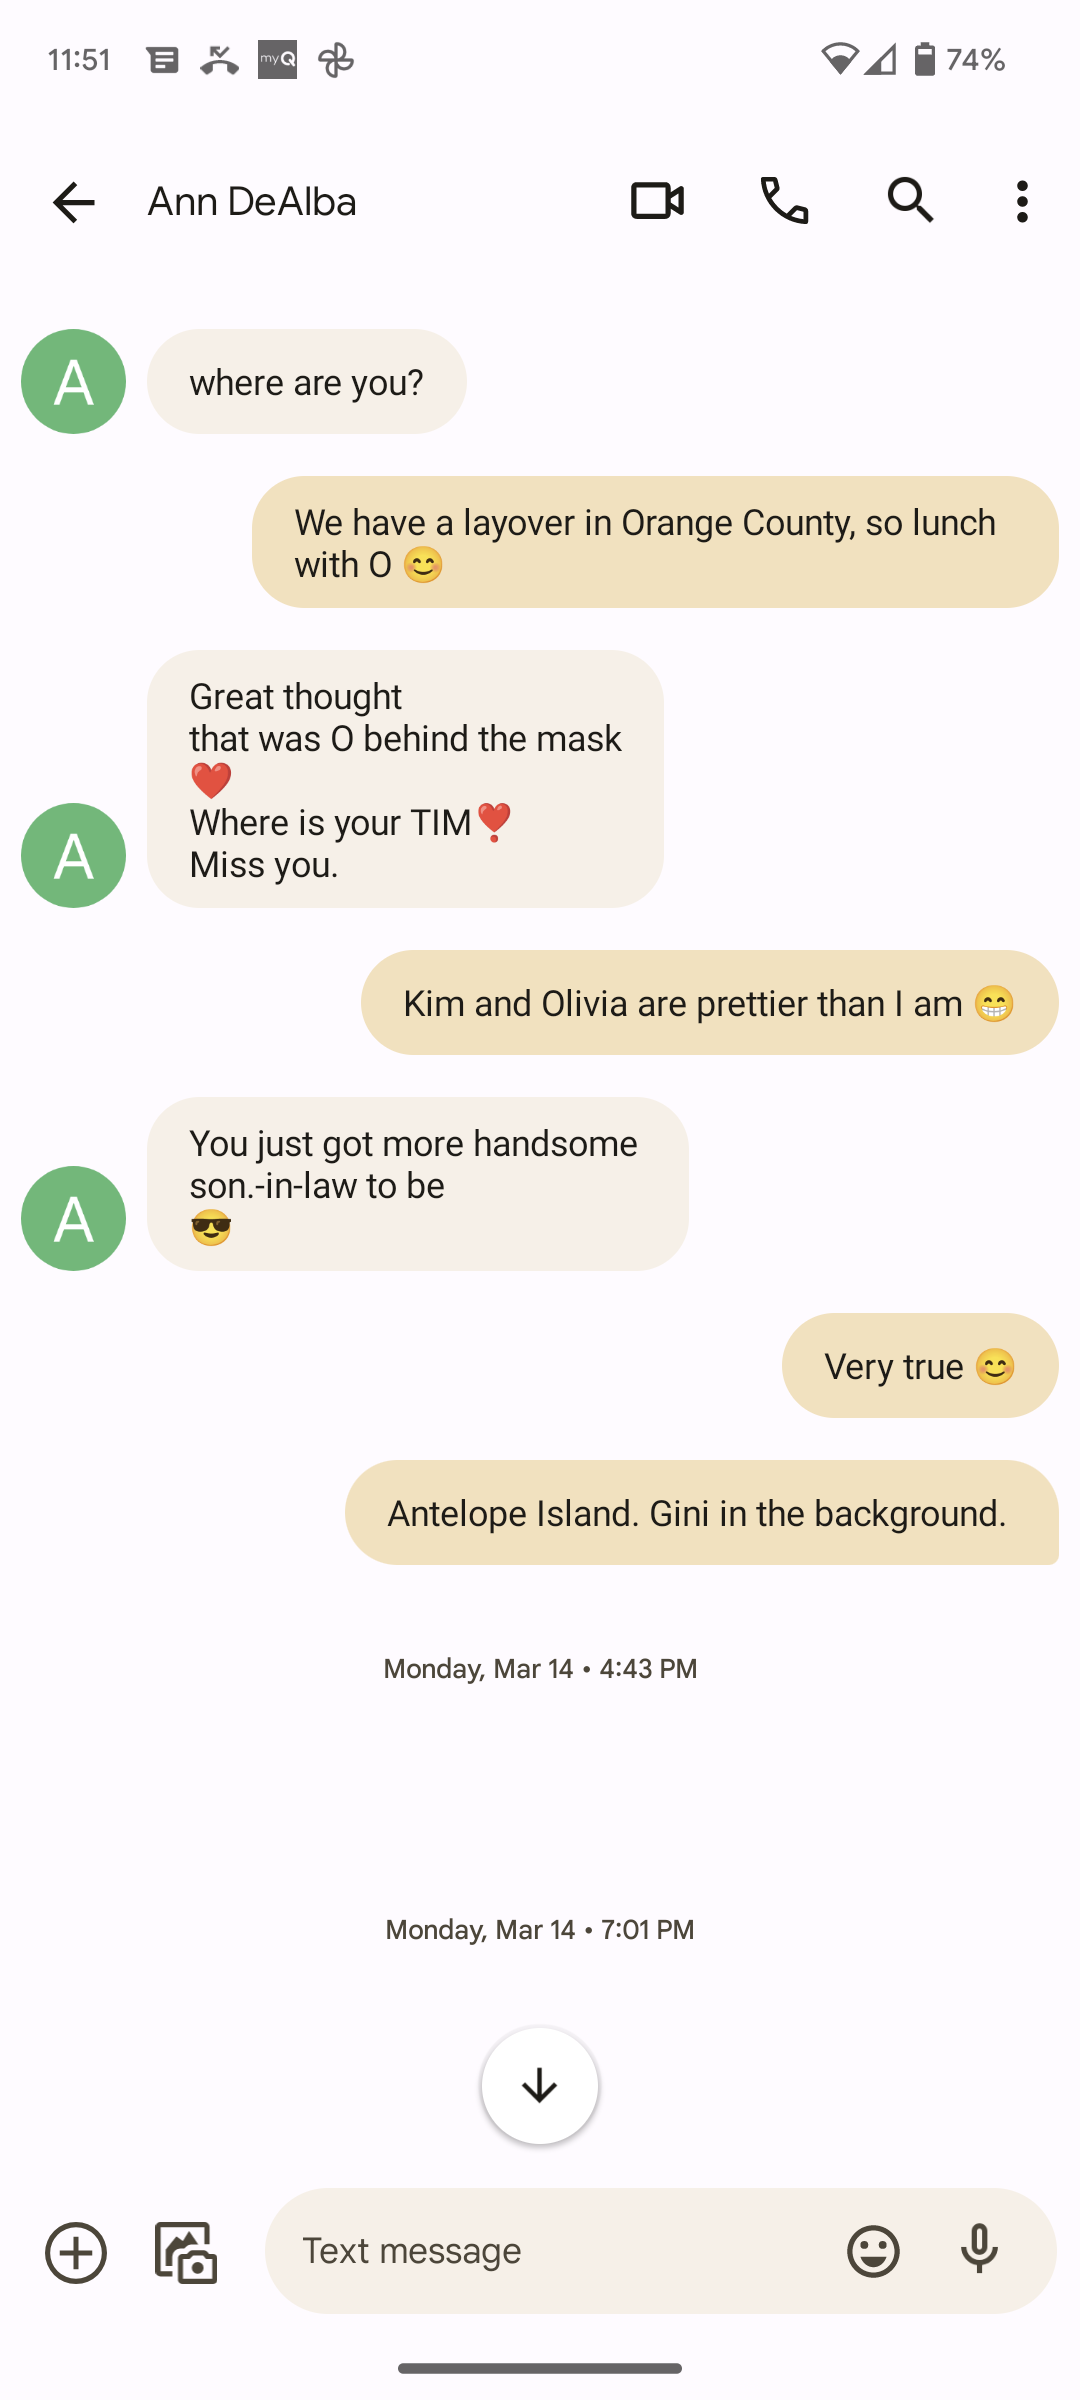 11:51 myQ 74%
Ann DeAlba
A where are you?
We have a layover in Orange County, so lunch
with O 😊
Great thought
that was O behind the mask
❤️
Where is your TIM❣️
A Miss you.
Kim and Olivia are prettier than I am 😁
You just got more handsome
son.-in-law to be
A 😎
Very true 😊
Antelope Island. Gini in the background.
Monday, Mar 14 • 4:43 PM
Monday, Mar 14 • 7:01 PM
Text message